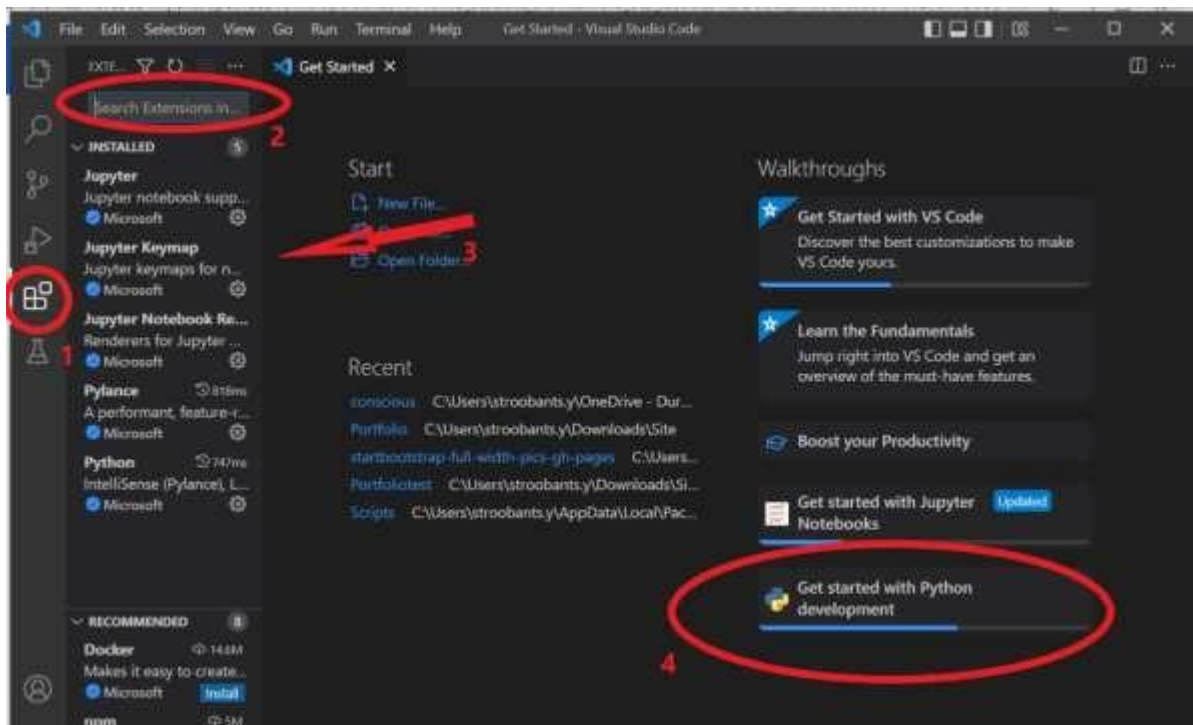 File Edit Selection View Go Run Terminal Help Get Started - Visual Studio Code
EXTE...
Get Started
Search Extensions in...
2
INSTALLED 5
Jupyter
Jupyter notebook supp...
Microsoft
Jupyter Keymap
Jupyter keymaps for n...
Microsoft
Jupyter Notebook Re...
Renderers for Jupyter ...
Microsoft
1
Pylance 818ms
A performant, feature-r...
Microsoft
Python 747ms
IntelliSense (Pylance), L...
Microsoft
RECOMMENDED 8
Docker 14.6M
Makes it easy to create...
Microsoft Install
npm 5M
Start
New File...
3
Open Folder...
Recent
conscious C:\Users\stroobants.y\OneDrive - Dur...
Portfolio C:\Users\stroobants.y\Downloads\Site
startbootstrap-full-width-pics-gh-pages C:\Users...
Portfoliotest C:\Users\stroobants.y\Downloads\Si...
Scripts C:\Users\stroobants.y\AppData\Local\Pac...
Walkthroughs
Get Started with VS Code
Discover the best customizations to make
VS Code yours.
Learn the Fundamentals
Jump right into VS Code and get an
overview of the must-have features.
Boost your Productivity
Get started with Jupyter Updated
Notebooks
Get started with Python
development
4